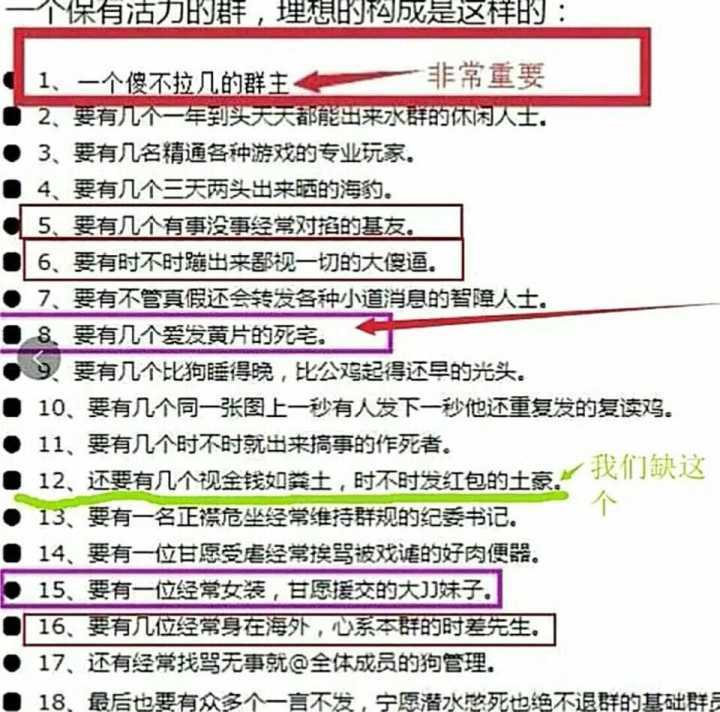 一个保有活力的群，理想的构成是这样的：
1、一个傻不拉几的群主 非常重要
2、要有几个一年到头天天都能出来水群的休闲人士。
3、要有几名精通各种游戏的专业玩家。
4、要有几个三天两头出来晒的海豹。
5、要有几个有事没事经常对掐的基友。
6、要有时不时蹦出来鄙视一切的大傻逼。
7、要有不管真假还会转发各种小道消息的智障人士。
8、要有几个爱发黄片的死宅。
9、要有几个比狗睡得晚，比公鸡起得还早的光头。
10、要有几个同一张图上一秒有人发下一秒他还重复发的复读鸡。
11、要有几个时不时就出来搞事的作死者。
12、还要有几个视金钱如粪土，时不时发红包的土豪。 我们缺这
个
13、要有一名正襟危坐经常维持群规的纪委书记。
14、要有一位甘愿受虐经常挨骂被戏谑的好肉便器。
15、要有一位经常女装，甘愿援交的大JJ妹子。
16、要有几位经常身在海外，心系本群的时差先生。
17、还有经常找骂无事就@全体成员的狗管理。
18、最后也要有众多个一言不发，宁愿潜水憋死也绝不退群的基础群员